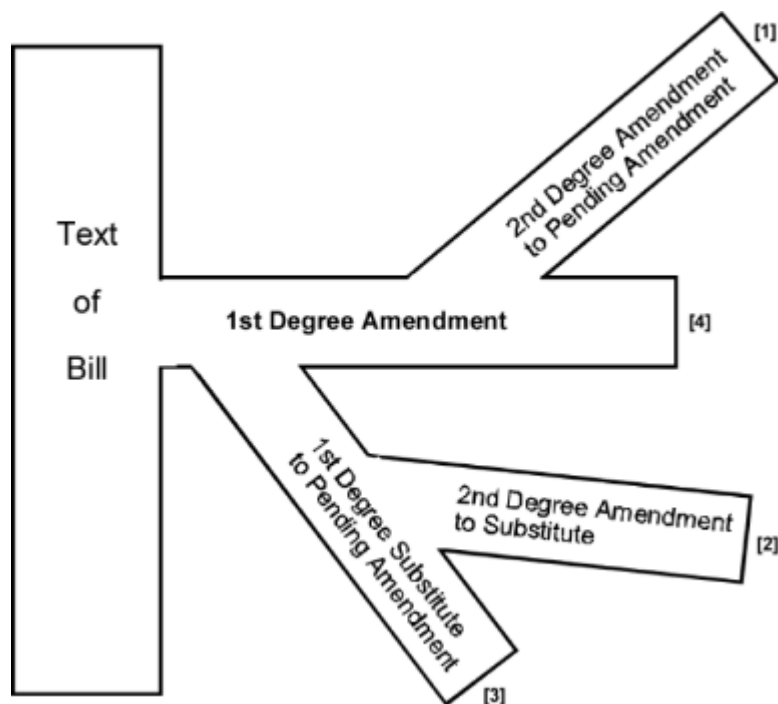 [1]
2nd Degree Amendment
to Pending Amendment
Text
of
Bill
1st Degree Amendment
[4]
1st Degree Substitute
to Pending Amendment
2nd Degree Amendment
to Substitute
[2]
[3]